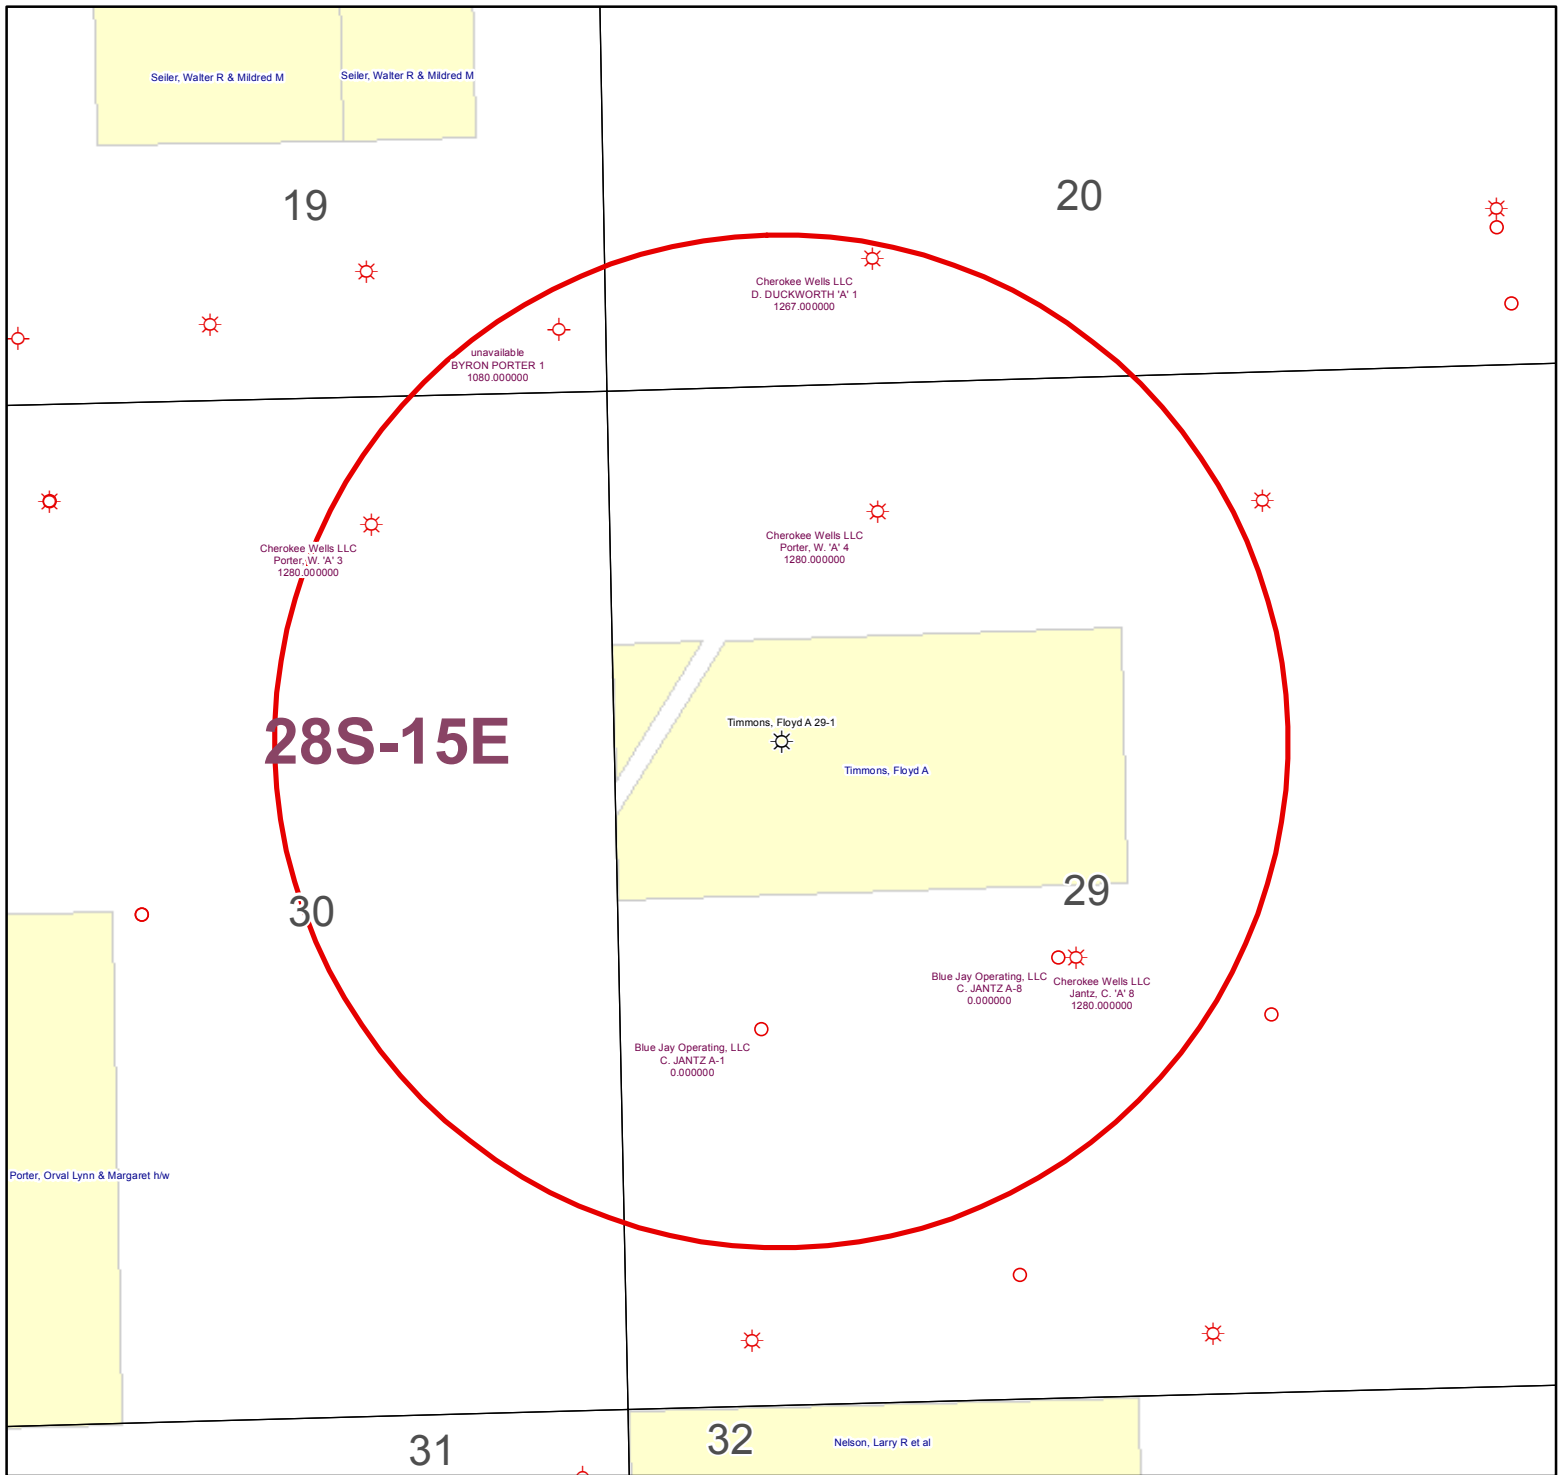 Seiler, Walter R & Mildred M
Seiler, Walter R & Mildred M
19
20
Cherokee Wells LLC
D. DUCKWORTH 'A' 1
1267.000000
unavailable
BYRON PORTER 1
1080.000000
Cherokee Wells LLC
Porter, W. 'A' 3
1280.000000
Cherokee Wells LLC
Porter, W. 'A' 4
1280.000000
28S-15E
Timmons, Floyd A 29-1
Timmons, Floyd A
30
29
Blue Jay Operating, LLC
C. JANTZ A-8
0.000000
Cherokee Wells LLC
Jantz, C. 'A' 8
1280.000000
Blue Jay Operating, LLC
C. JANTZ A-1
0.000000
Porter, Orval Lynn & Margaret h/w
31
32
Nelson, Larry R et al